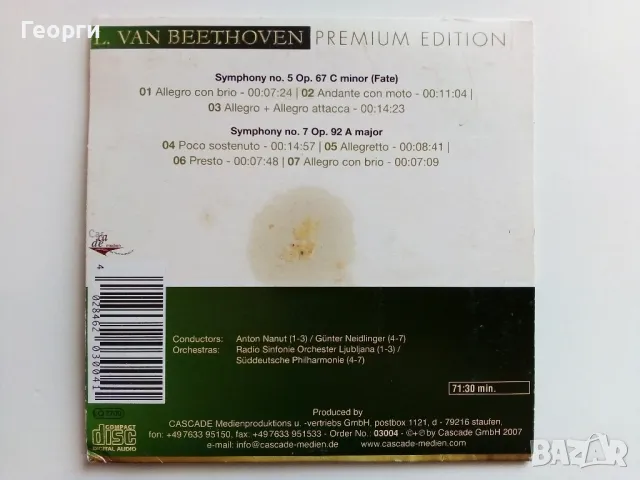 Георги
L. VAN BEETHOVEN PREMIUM EDITION
Symphony no. 5 Op. 67 C minor (Fate)
01 Allegro con brio - 00:07:24 | 02 Andante con moto - 00:11:04 |
03 Allegro + Allegro attacca - 00:14:23
Symphony no. 7 Op. 92 A major
04 Poco sostenuto - 00:14:57 | 05 Allegretto - 00:08:41 |
06 Presto - 00:07:48 | 07 Allegro con brio - 00:07:09
Cascade
medien
4 028462 030041
Conductors: Anton Nanut (1-3) / Günter Neidlinger (4-7)
Orchestras: Radio Sinfonie Orchester Ljubljana (1-3) /
Süddeutsche Philharmonie (4-7)
71:30 min.
Produced by
CASCADE Medienproduktions u. -vertriebs GmbH, postbox 1121, d - 79216 staufen,
fon: +497633 95150, fax: +497633 951533 - Order No.: 03004 - ©+℗ by Cascade GmbH 2007
e-mail: info@cascade-medien.de - www.cascade-medien.com
COMPACT
disc
DIGITAL AUDIO
bazar